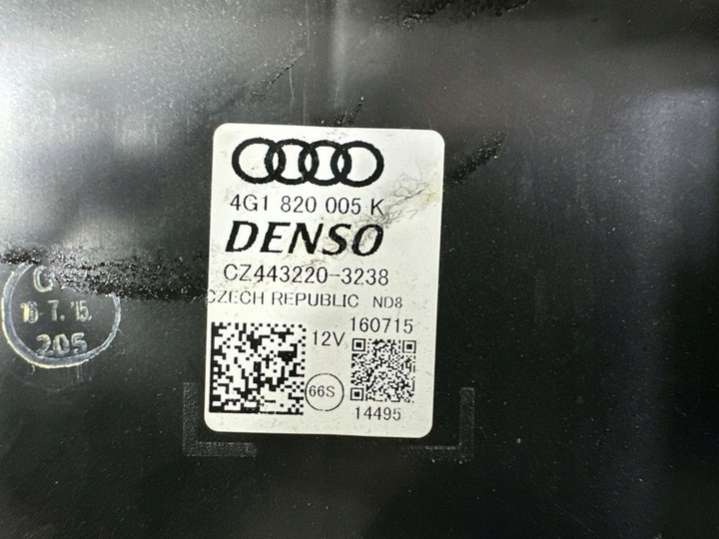 4G1 820 005 K
DENSO
CZ443220-3238
CZECH REPUBLIC ND8
12V
160715
66S
14495
16.7.'15.
205